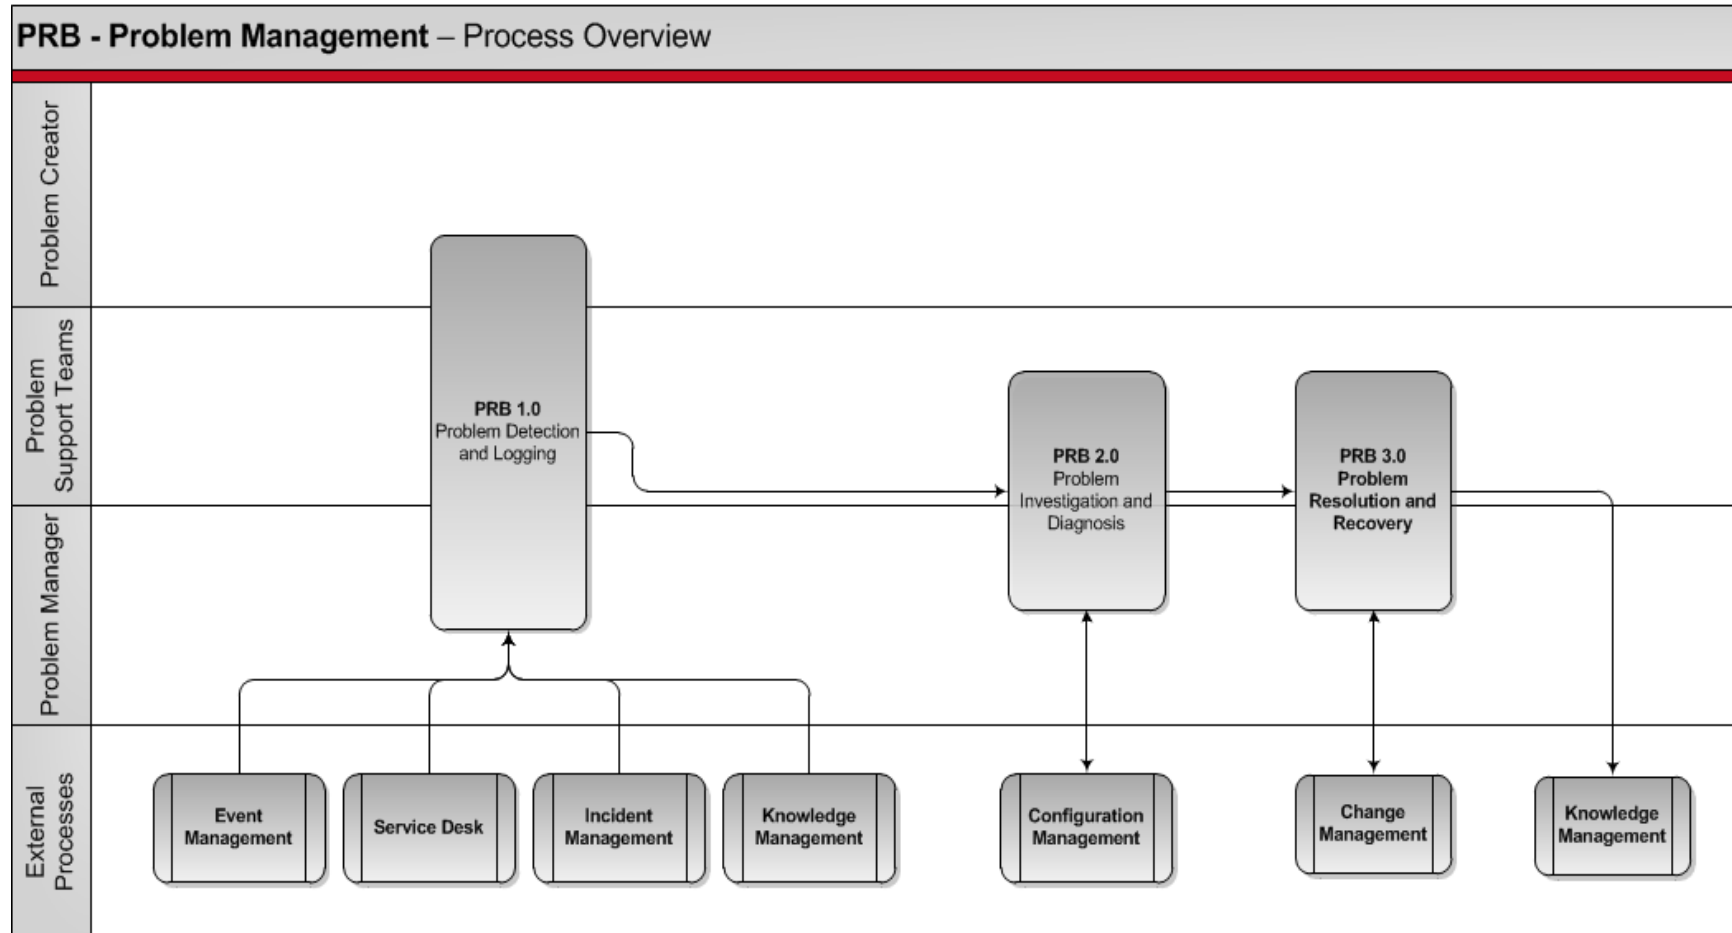 PRB - Problem Management – Process Overview
Problem Creator
Problem
Support Teams
Problem Manager
External
Processes
PRB 1.0
Problem Detection
and Logging
PRB 2.0
Problem
Investigation and
Diagnosis
PRB 3.0
Problem
Resolution and
Recovery
Event
Management
Service Desk
Incident
Management
Knowledge
Management
Configuration
Management
Change
Management
Knowledge
Management